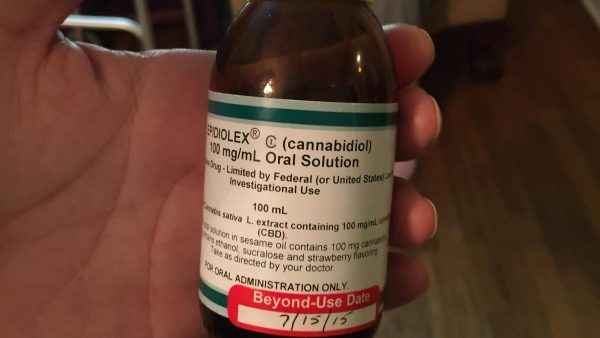 EPIDIOLEX® CI (cannabidiol)
100 mg/mL Oral Solution
Drug - Limited by Federal (or United States)
Investigational Use
100 mL
Cannabis sativa L. extract containing 100 mg/mL
(CBD).
solution in sesame oil contains 100 mg
ethanol, sucralose and strawberry flavoring.
Take as directed by your doctor.
FOR ORAL ADMINISTRATION ONLY.
Beyond-Use Date
7/15/15